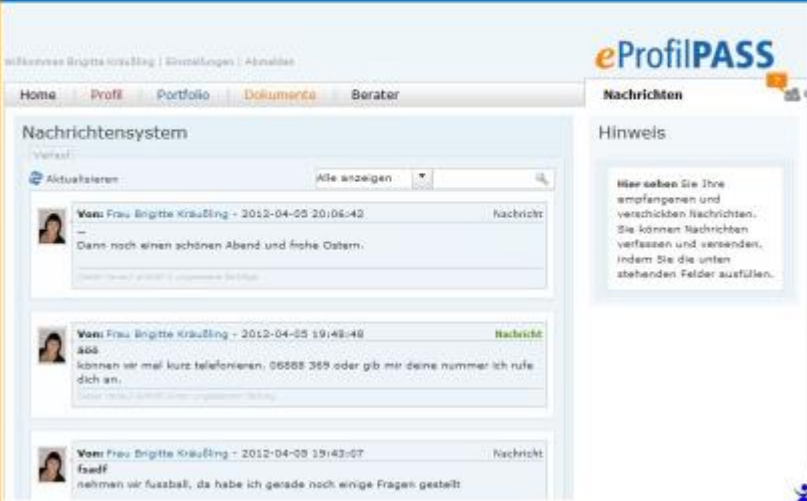 Willkommen Brigitte Kräußling | Einstellungen | Abmelden
eProfilPASS
Home Profil Portfolio Dokumente Berater
Nachrichten
Nachrichtensystem
Verlauf
Aktualisieren
Alle anzeigen
Von: Frau Brigitte Kräußling - 2012-04-05 20:06:42 Nachricht
...
Dann noch einen schönen Abend und frohe Ostern.
Von: Frau Brigitte Kräußling - 2012-04-05 19:48:48 Nachricht
können wir mal kurz telefonieren. 06888 369 oder gib mir deine nummer ich rufe
dich an.
Von: Frau Brigitte Kräußling - 2012-04-05 19:43:07 Nachricht
fsadf
nehmen wir fussball, da habe ich gerade noch einige Fragen gestellt
Hinweis
Hier sehen Sie Ihre
empfangenen und
verschickten Nachrichten.
Sie können Nachrichten
verfassen und versenden,
indem Sie die unten
stehenden Felder ausfüllen.